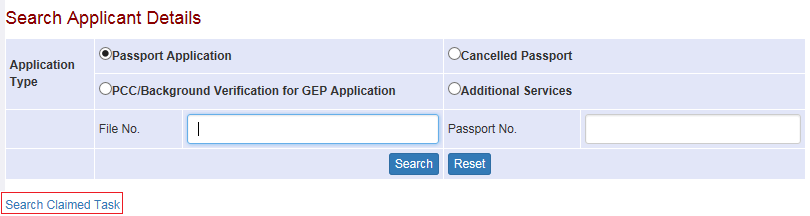 Search Applicant Details
Application Type
Passport Application
Cancelled Passport
PCC/Background Verification for GEP Application
Additional Services
File No.
Passport No.
Search
Reset
Search Claimed Task